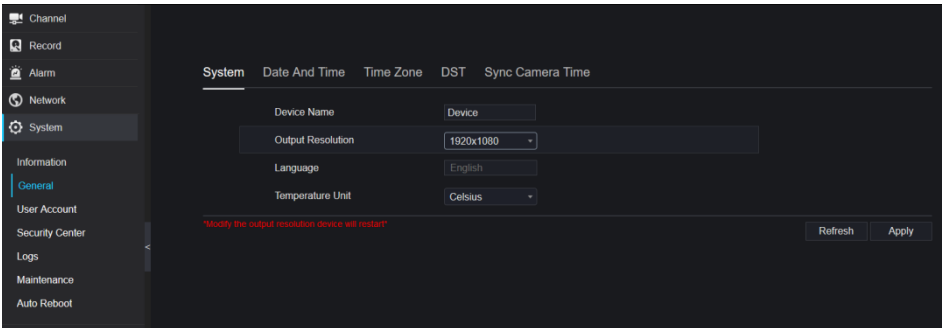 Channel
Record
Alarm
Network
System
Information
General
User Account
Security Center
Logs
Maintenance
Auto Reboot
<
System Date And Time Time Zone DST Sync Camera Time
Device Name Device
Output Resolution 1920x1080
Language English
Temperature Unit Celsius
*Modify the output resolution device will restart*
Refresh Apply